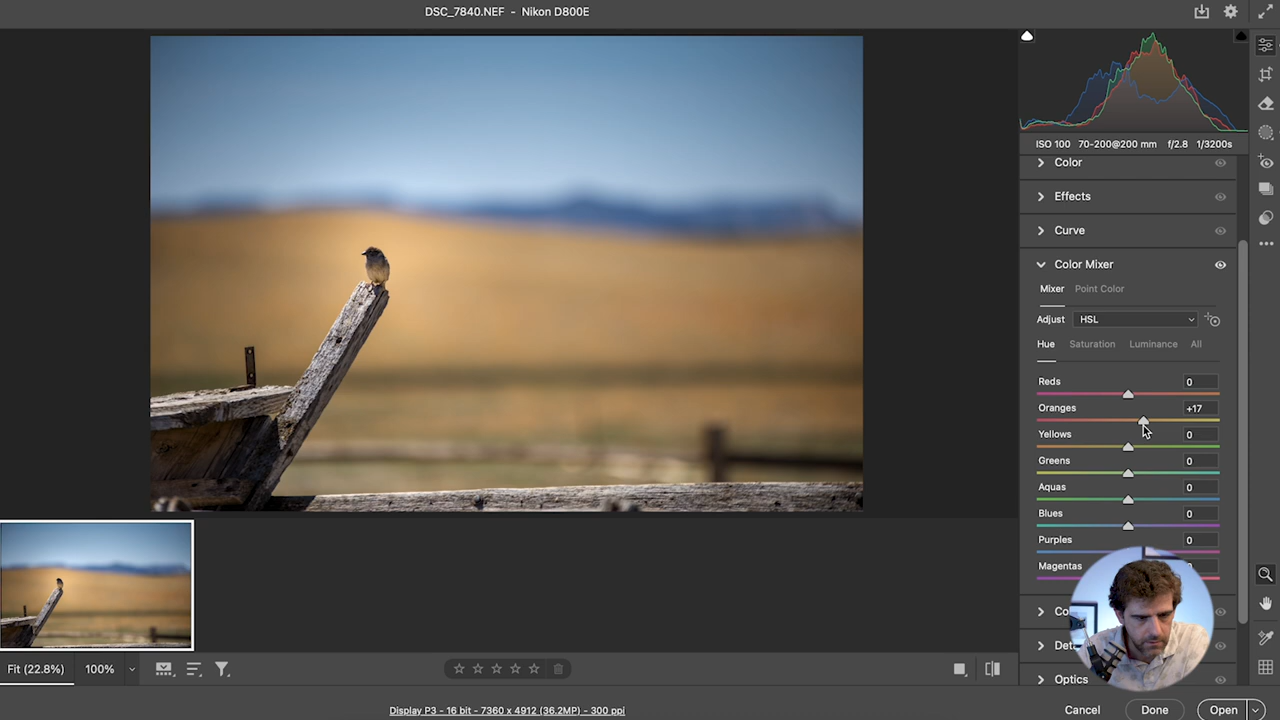 DSC_7840.NEF - Nikon D800E
ISO 100 70-200@200 mm f/2.8 1/3200s
Color
Effects
Curve
Color Mixer
Mixer Point Color
Adjust HSL
Hue Saturation Luminance All
Reds 0
Oranges +17
Yellows 0
Greens 0
Aquas 0
Blues 0
Purples 0
Magentas
Optics
Fit (22.8%) 100%
Display P3 - 16 bit - 7360 x 4912 (36.2MP) - 300 ppi
Cancel Done Open